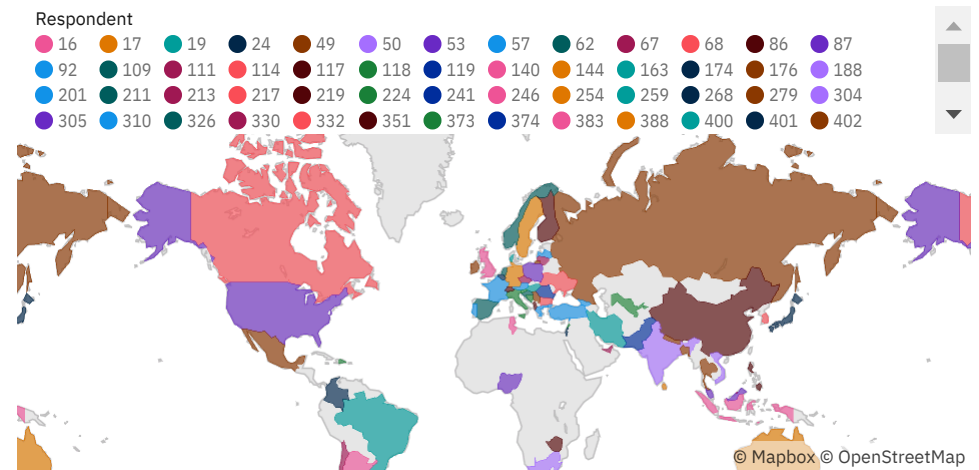 Respondent
16 17 19 24 49 50 53 57 62 67 68 86 87
92 109 111 114 117 118 119 140 144 163 174 176 188
201 211 213 217 219 224 241 246 254 259 268 279 304
305 310 326 330 332 351 373 374 383 388 400 401 402
© Mapbox © OpenStreetMap